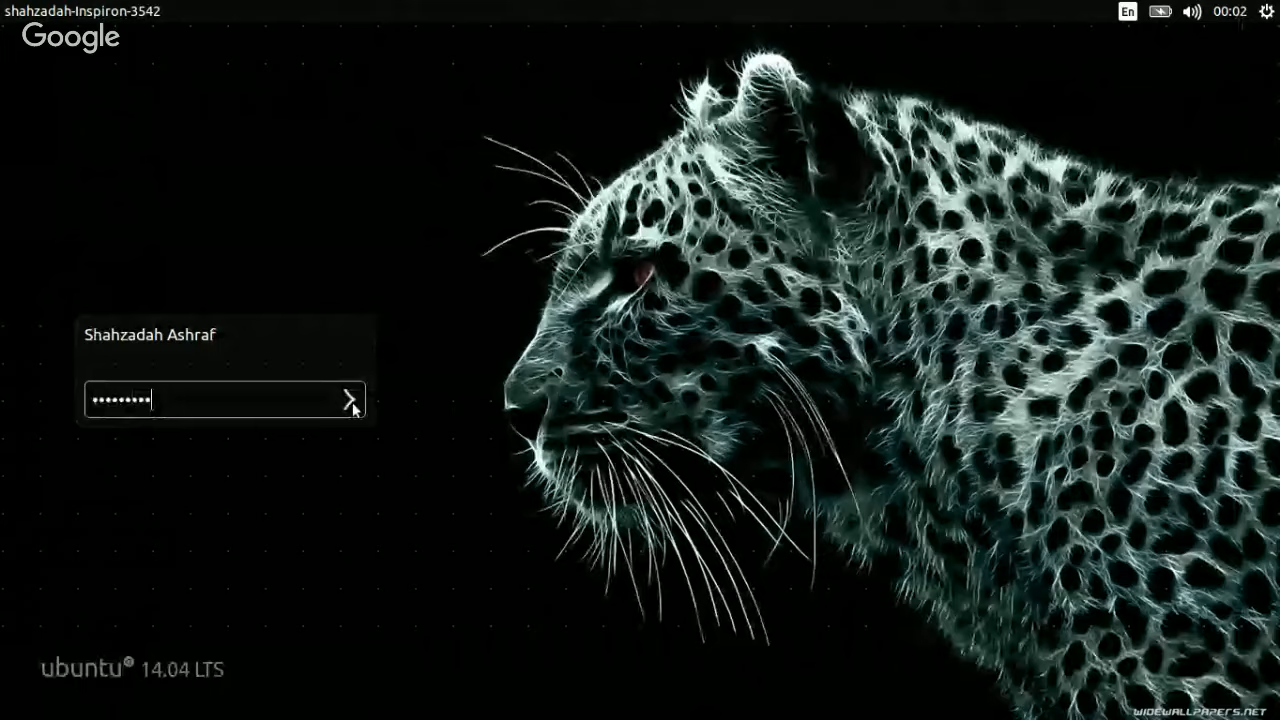 shahzadah-Inspiron-3542
En
00:02
Google
Shahzadah Ashraf
ubuntu® 14.04 LTS
WIDEWALLPAPERS.NET